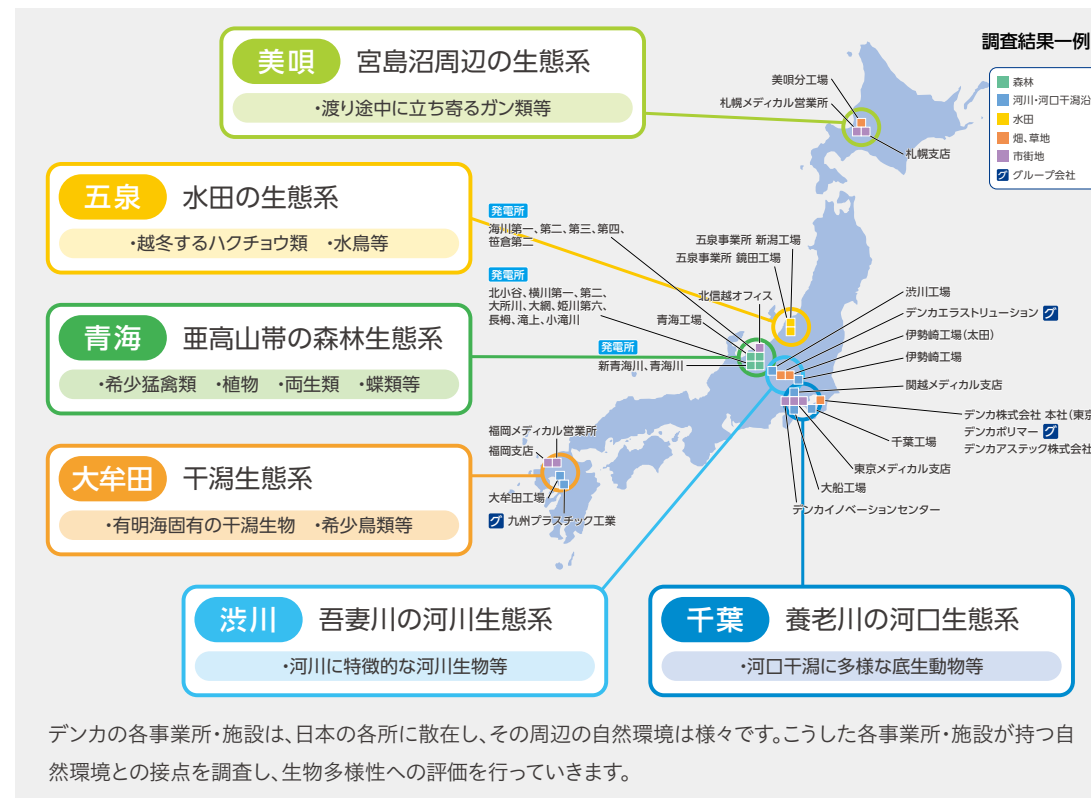 調査結果一例
森林
河川・河口干潟沿
水田
畑、草地
市街地
グ グループ会社
美唄 宮島沼周辺の生態系
・渡り途中に立ち寄るガン類等
五泉 水田の生態系
・越冬するハクチョウ類 ・水鳥等
青海 亜高山帯の森林生態系
・希少猛禽類 ・植物 ・両生類 ・蝶類等
大牟田 干潟生態系
・有明海固有の干潟生物 ・希少鳥類等
渋川 吾妻川の河川生態系
・河川に特徴的な河川生物等
千葉 養老川の河口生態系
・河口干潟に多様な底生動物等
美唄分工場
札幌メディカル営業所
札幌支店
発電所
海川第一、第二、第三、第四、
笹倉第二
発電所
北小谷、横川第一、第二、
大所川、大網、姫川第六、
長栂、滝上、小滝川
発電所
新青海川、青海川
五泉事業所 新潟工場
五泉事業所 鏡田工場
北信越オフィス
青海工場
渋川工場
デンカエラストリューション グ
伊勢崎工場(太田)
伊勢崎工場
関越メディカル支店
デンカ株式会社 本社(東京
デンカポリマー グ
デンカアステック株式会社
千葉工場
東京メディカル支店
大船工場
デンカイノベーションセンター
福岡メディカル営業所
福岡支店
大牟田工場
グ 九州プラスチック工業
デンカの各事業所・施設は、日本の各所に散在し、その周辺の自然環境は様々です。こうした各事業所・施設が持つ自
然環境との接点を調査し、生物多様性への評価を行っていきます。